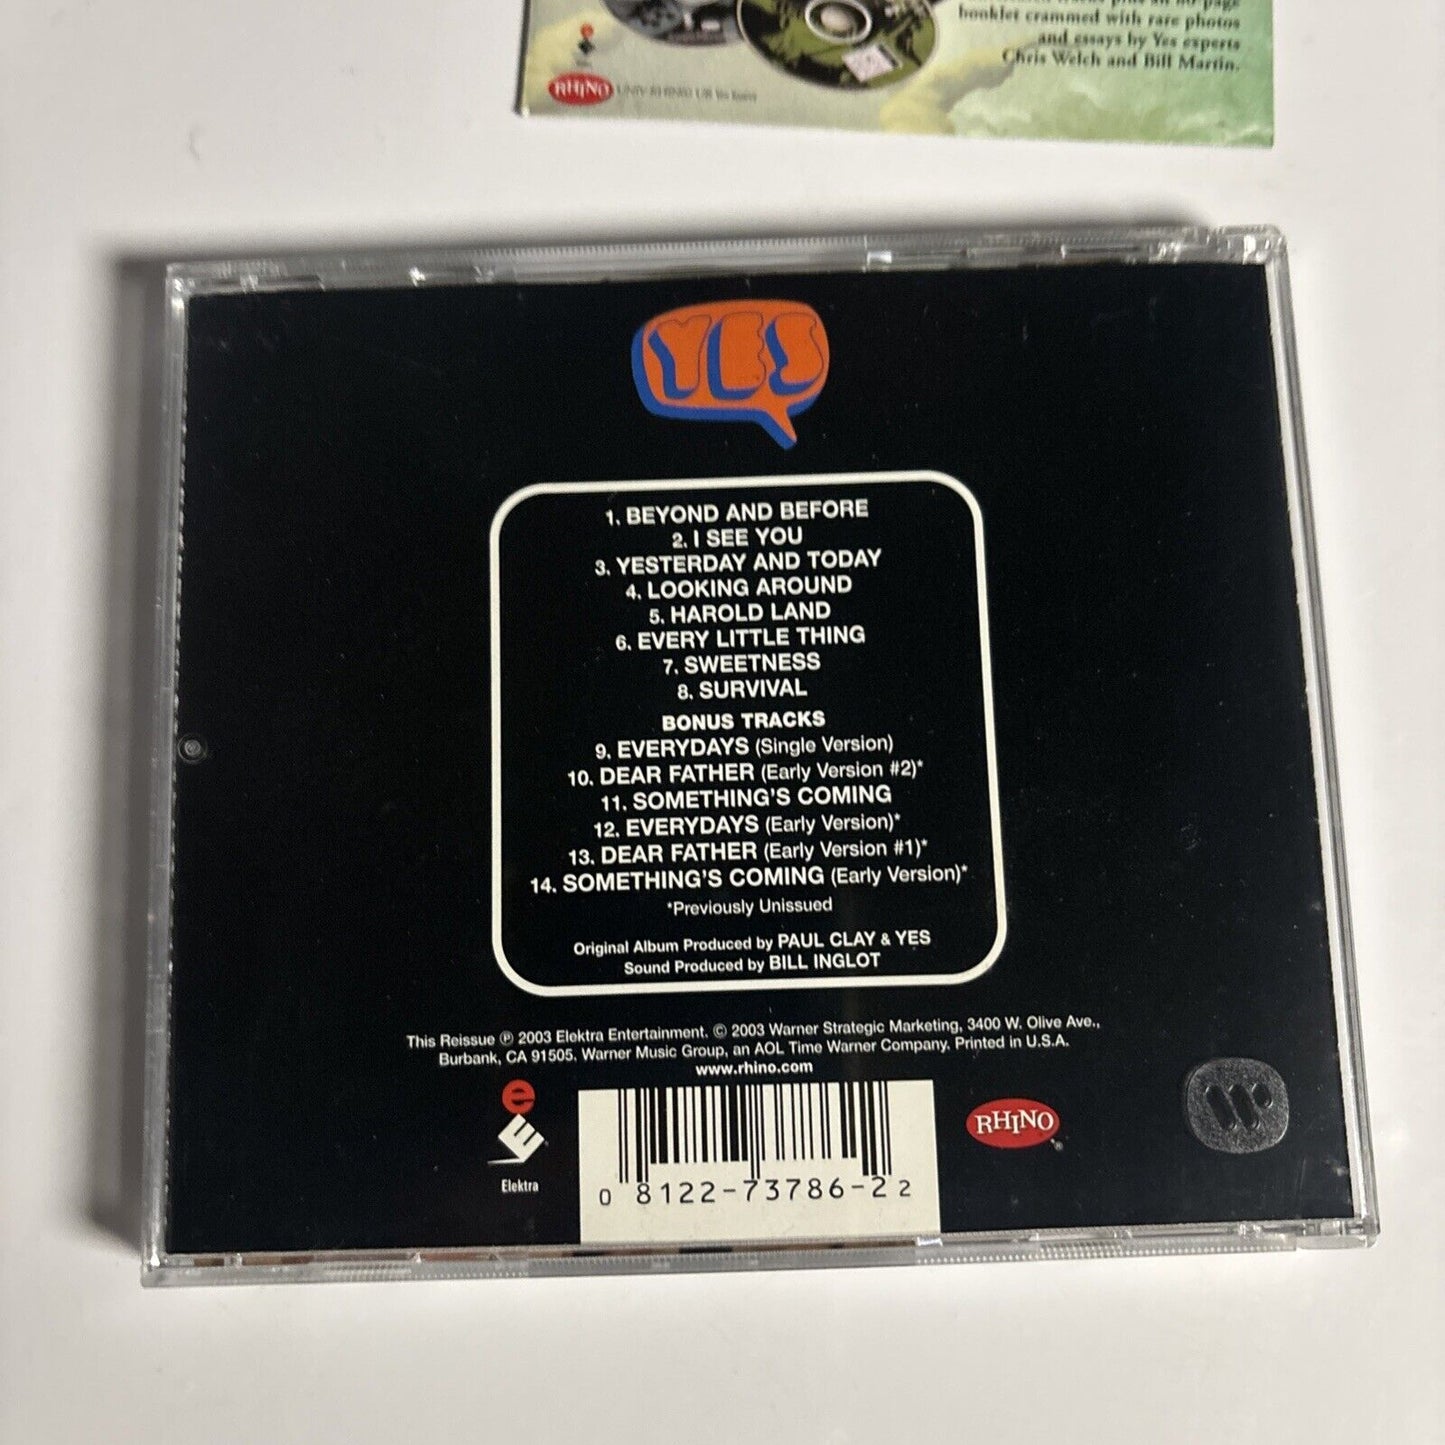 booklet crammed with rare photos
and essays by Yes experts
Chris Welch and Bill Martin.
RHINO
YES
1. BEYOND AND BEFORE
2. I SEE YOU
3. YESTERDAY AND TODAY
4. LOOKING AROUND
5. HAROLD LAND
6. EVERY LITTLE THING
7. SWEETNESS
8. SURVIVAL
BONUS TRACKS
9. EVERYDAYS (Single Version)
10. DEAR FATHER (Early Version #2)*
11. SOMETHING'S COMING
12. EVERYDAYS (Early Version)*
13. DEAR FATHER (Early Version #1)*
14. SOMETHING'S COMING (Early Version)*
*Previously Unissued
Original Album Produced by PAUL CLAY & YES
Sound Produced by BILL INGLOT
This Reissue ℗ 2003 Elektra Entertainment. © 2003 Warner Strategic Marketing, 3400 W. Olive Ave.,
Burbank, CA 91505. Warner Music Group, an AOL Time Warner Company. Printed in U.S.A.
www.rhino.com
e
E
Elektra
0 8122-73786-2 2
RHINO